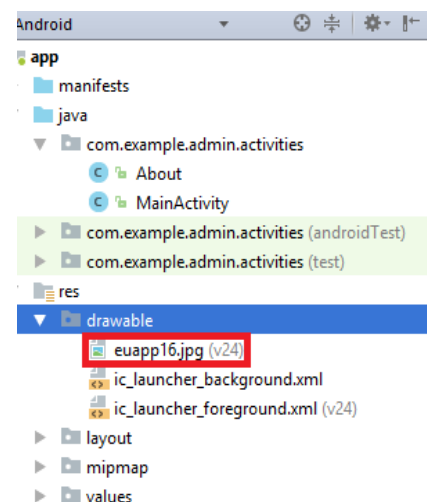 Android
app
manifests
java
com.example.admin.activities
C About
C MainActivity
com.example.admin.activities (androidTest)
com.example.admin.activities (test)
res
drawable
euapp16.jpg (v24)
ic_launcher_background.xml
ic_launcher_foreground.xml (v24)
layout
mipmap
values